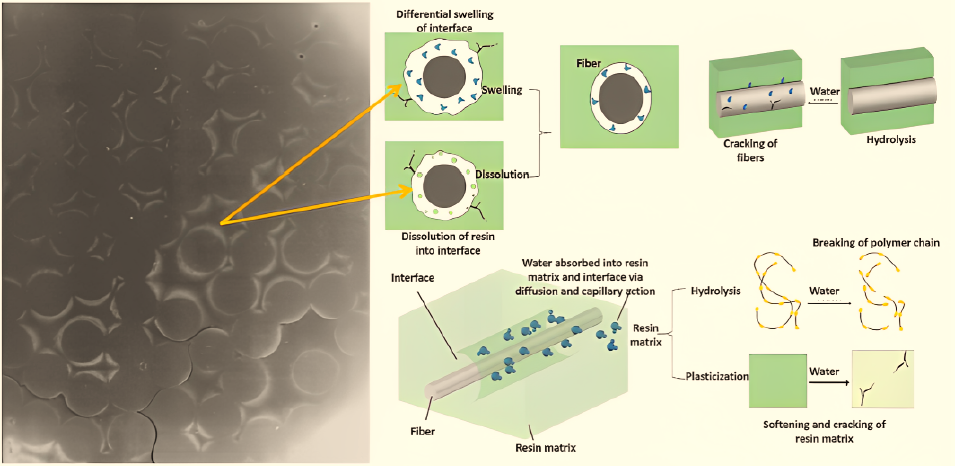 Differential swelling
of interface
Swelling
Dissolution
Dissolution of resin
into interface
Fiber
Water
Cracking of
fibers
Hydrolysis
Interface
Water absorbed into resin
matrix and interface via
diffusion and capillary action
Fiber
Resin matrix
Resin
matrix
Hydrolysis
Breaking of polymer chain
Water
Plasticization
Water
Softening and cracking of
resin matrix